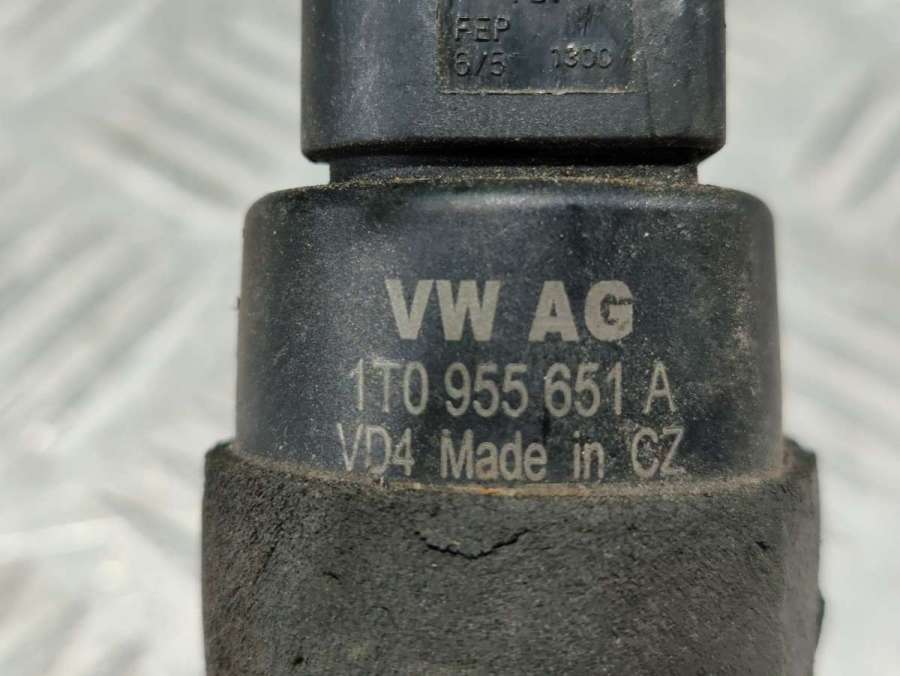 FEP
6/5 1300
VW AG
1T0 955 651 A
VD4 Made in CZ